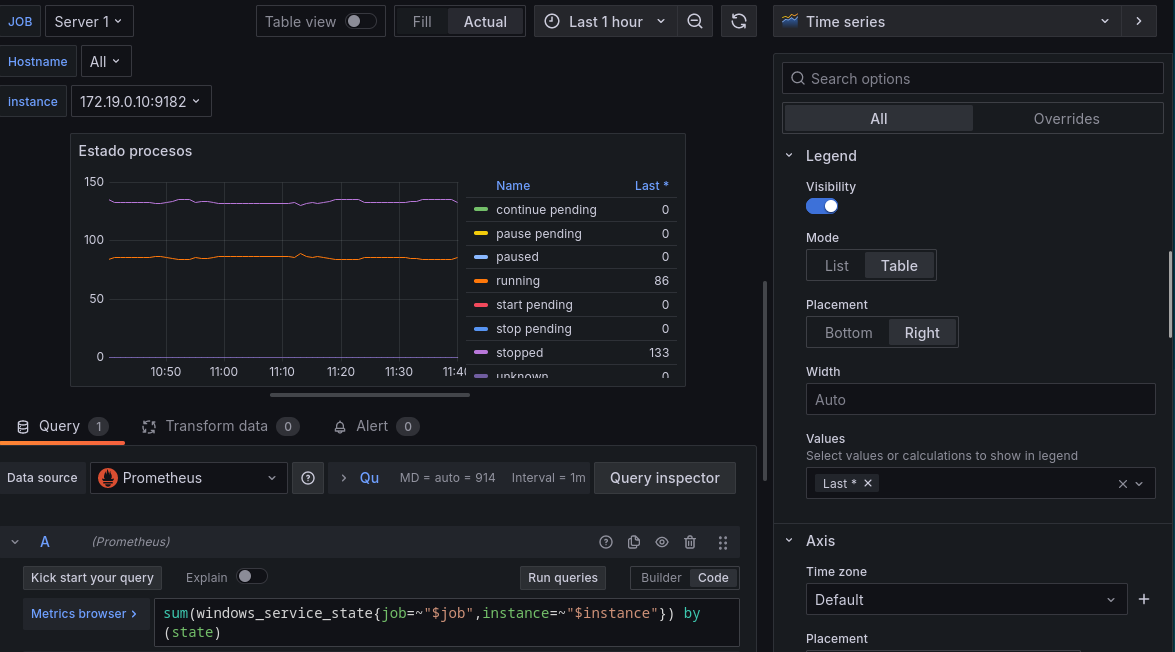 JOB Server 1 Table view Fill Actual Last 1 hour
Hostname All
instance 172.19.0.10:9182
Estado procesos
150
100
50
0
10:50 11:00 11:10 11:20 11:30 11:40
Name Last *
continue pending 0
pause pending 0
paused 0
running 86
start pending 0
stop pending 0
stopped 133
unknown 0
Query 1 Transform data 0 Alert 0
Data source Prometheus ? Qu MD = auto = 914 Interval = 1m Query inspector
A (Prometheus)
Kick start your query Explain Run queries Builder Code
Metrics browser >
sum(windows_service_state{job=~"$job",instance=~"$instance"}) by
(state)
Time series
Search options
All Overrides
Legend
Visibility
Mode
List Table
Placement
Bottom Right
Width
Auto
Values
Select values or calculations to show in legend
Last *
Axis
Time zone
Default
Placement